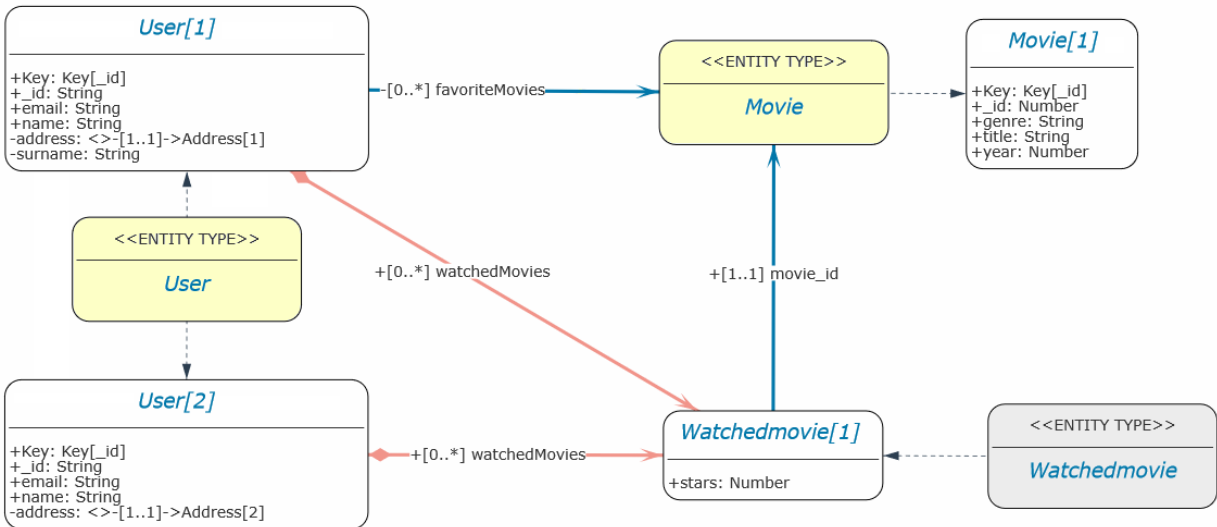 User[1]
+Key: Key[_id]
+_id: String
+email: String
+name: String
-address: <>-[1..1]->Address[1]
-surname: String
-[0..*] favoriteMovies
<<ENTITY TYPE>>
Movie
Movie[1]
+Key: Key[_id]
+_id: Number
+genre: String
+title: String
+year: Number
<<ENTITY TYPE>>
User
+[0..*] watchedMovies
+[1..1] movie_id
User[2]
+Key: Key[_id]
+_id: String
+email: String
+name: String
-address: <>-[1..1]->Address[2]
+[0..*] watchedMovies
Watchedmovie[1]
+stars: Number
<<ENTITY TYPE>>
Watchedmovie